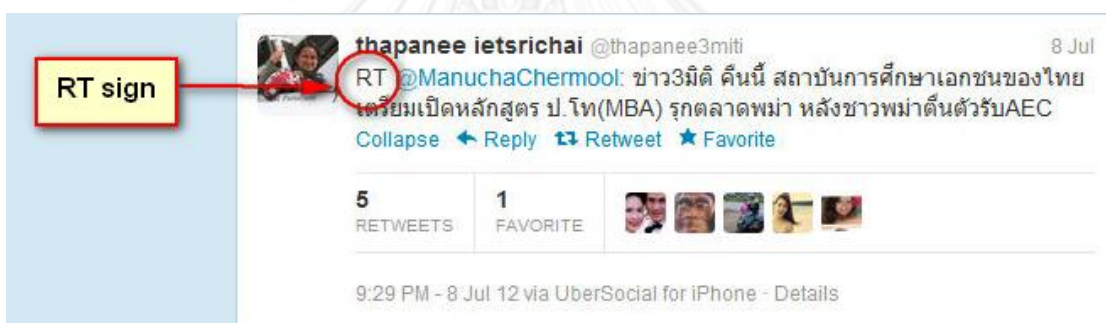 thapanee ietsrichai @thapanee3miti 8 Jul
RT sign
RT @ManuchaChermool: ข่าว3มิติ คืนนี้ สถาบันการศึกษาเอกชนของไทย
เตรียมเปิดหลักสูตร ป.โท(MBA) รุกตลาดพม่า หลังชาวพม่าตื่นตัวรับAEC
Collapse Reply Retweet Favorite
5 1
RETWEETS FAVORITE
9:29 PM - 8 Jul 12 via UberSocial for iPhone · Details